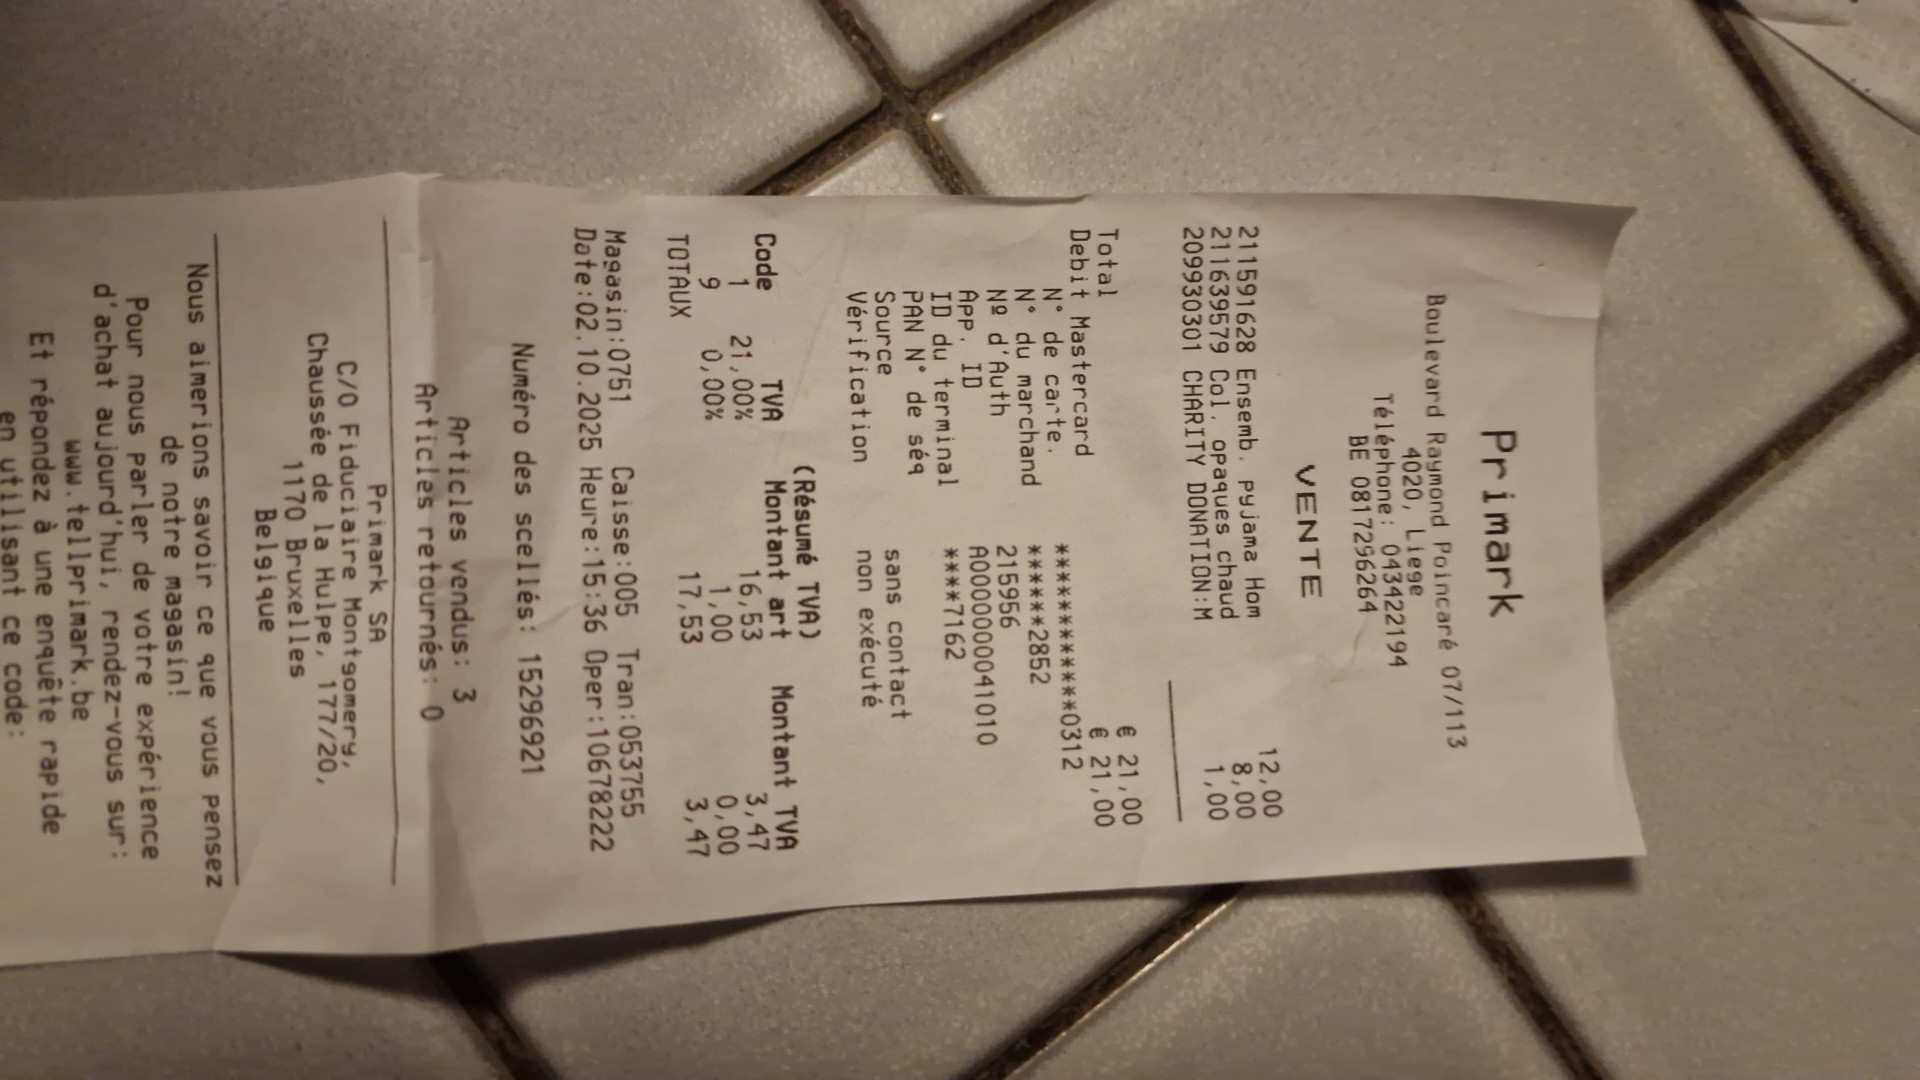 Primark
Boulevard Raymond Poincaré 07/113
4020, Liege
Téléphone: 043422194
BE 0817296264
VENTE
211591628 Ensemb. pyjama Hom 12,00
211639579 Col. opaques chaud 8,00
209930301 CHARITY DONATION:M 1,00
Total € 21,00
Debit Mastercard € 21,00
N° de carte. ************0312
N° du marchand ******2852
Nº d'Auth 215956
App. ID A0000000041010
ID du terminal ****7162
PAN N° de séq
Source sans contact
Vérification non exécuté
(Résumé TVA)
Code TVA Montant art Montant TVA
1 21,00% 16,53 3,47
9 0,00% 1,00 0,00
TOTAUX 17,53 3,47
Magasin:0751 Caisse:005 Tran:053755
Date:02.10.2025 Heure:15:36 Oper:10678222
Numéro des scellés: 15296921
Articles vendus: 3
Articles retournés: 0
Primark SA
C/O Fiduciaire Montgomery,
Chaussée de la Hulpe, 177/20,
1170 Bruxelles
Belgique
Nous aimerions savoir ce que vous pensez
de notre magasin!
Pour nous parler de votre expérience
d'achat aujourd'hui, rendez-vous sur:
www.tellprimark.be
Et répondez à une enquête rapide
en utilisant ce code: